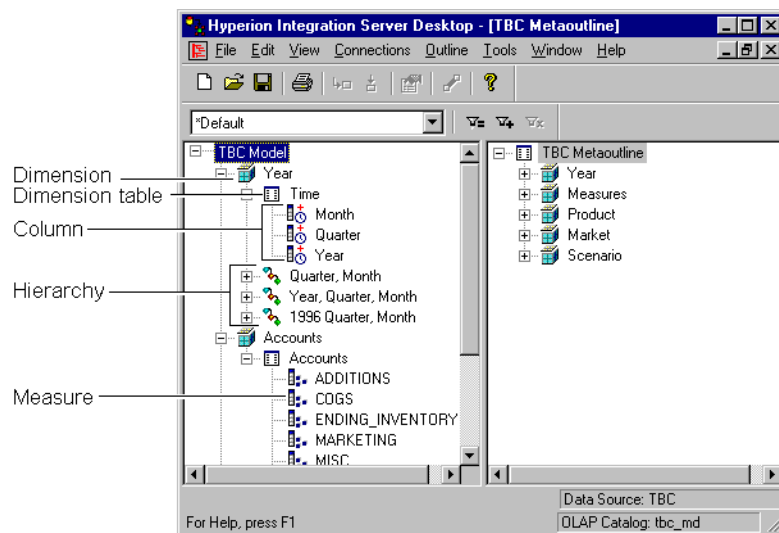 Hyperion Integration Server Desktop - [TBC Metaoutline]
File Edit View Connections Outline Tools Window Help
*Default
TBC Model
Year
Time
Month
Quarter
Year
Quarter, Month
Year, Quarter, Month
1996 Quarter, Month
Accounts
Accounts
ADDITIONS
COGS
ENDING_INVENTORY
MARKETING
MISC
TBC Metaoutline
Year
Measures
Product
Market
Scenario
Dimension
Dimension table
Column
Hierarchy
Measure
Data Source: TBC
For Help, press F1
OLAP Catalog: tbc_md